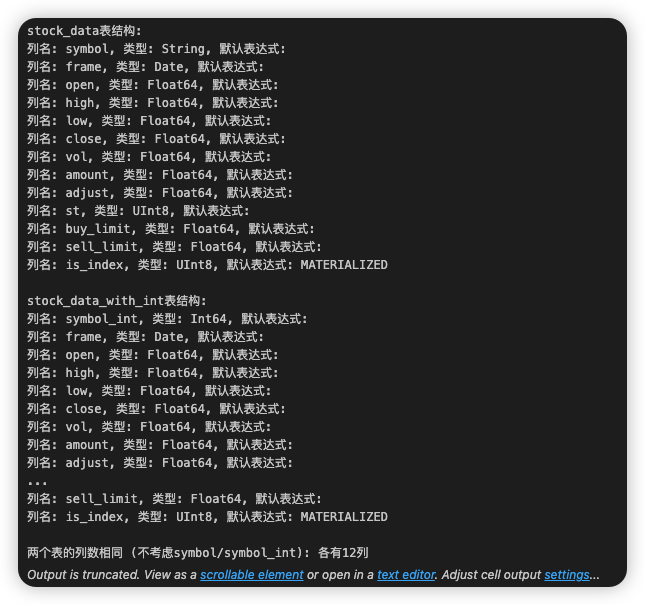 stock_data表结构:
列名: symbol, 类型: String, 默认表达式:
列名: frame, 类型: Date, 默认表达式:
列名: open, 类型: Float64, 默认表达式:
列名: high, 类型: Float64, 默认表达式:
列名: low, 类型: Float64, 默认表达式:
列名: close, 类型: Float64, 默认表达式:
列名: vol, 类型: Float64, 默认表达式:
列名: amount, 类型: Float64, 默认表达式:
列名: adjust, 类型: Float64, 默认表达式:
列名: st, 类型: UInt8, 默认表达式:
列名: buy_limit, 类型: Float64, 默认表达式:
列名: sell_limit, 类型: Float64, 默认表达式:
列名: is_index, 类型: UInt8, 默认表达式: MATERIALIZED
stock_data_with_int表结构:
列名: symbol_int, 类型: Int64, 默认表达式:
列名: frame, 类型: Date, 默认表达式:
列名: open, 类型: Float64, 默认表达式:
列名: high, 类型: Float64, 默认表达式:
列名: low, 类型: Float64, 默认表达式:
列名: close, 类型: Float64, 默认表达式:
列名: vol, 类型: Float64, 默认表达式:
列名: amount, 类型: Float64, 默认表达式:
列名: adjust, 类型: Float64, 默认表达式:
...
列名: sell_limit, 类型: Float64, 默认表达式:
列名: is_index, 类型: UInt8, 默认表达式: MATERIALIZED
两个表的列数相同 (不考虑symbol/symbol_int): 各有12列
Output is truncated. View as a scrollable element or open in a text editor. Adjust cell output settings...